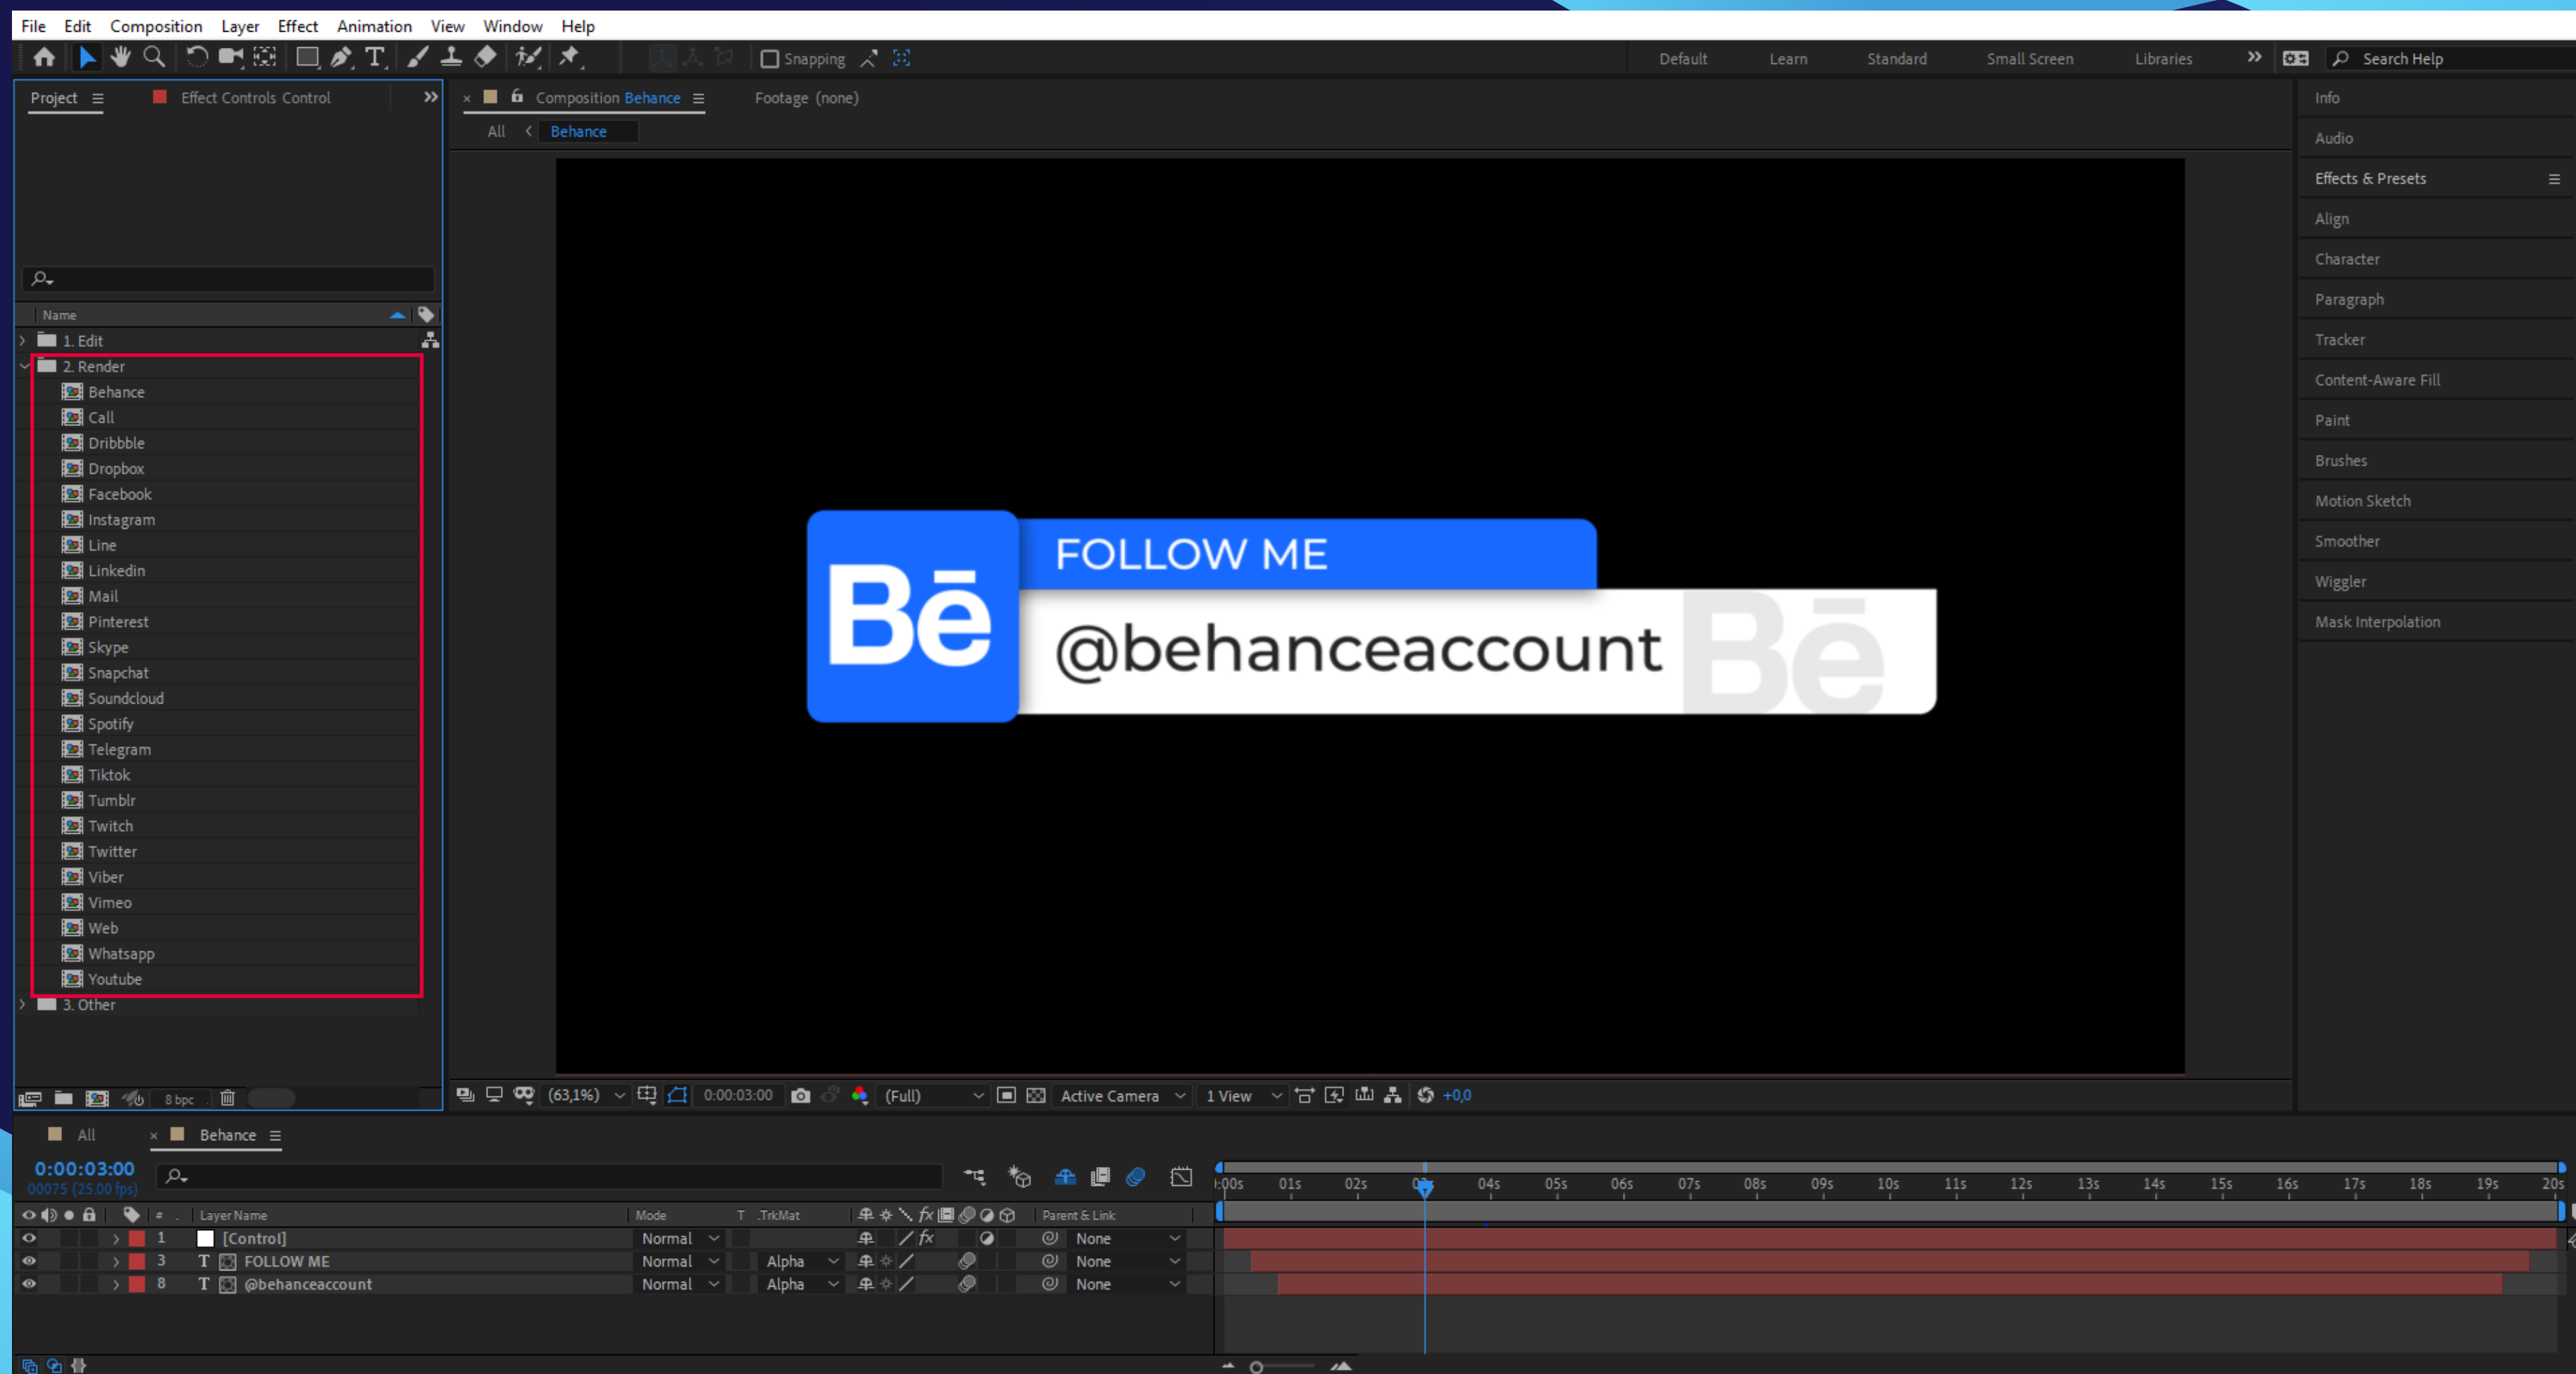 File Edit Composition Layer Effect Animation View Window Help
Snapping
Default Learn Standard Small Screen Libraries » Search Help
Project Effect Controls Control »
× Composition Behance Footage (none)
All < Behance
Name
1. Edit
2. Render
Behance
Call
Dribbble
Dropbox
Facebook
Instagram
Line
Linkedin
Mail
Pinterest
Skype
Snapchat
Soundcloud
Spotify
Telegram
Tiktok
Tumblr
Twitch
Twitter
Viber
Vimeo
Web
Whatsapp
Youtube
3. Other
8 bpc
Bē
FOLLOW ME
@behanceaccount
Bē
(63,1%) 0:00:03:00 (Full) Active Camera 1 View +0,0
Info
Audio
Effects & Presets
Align
Character
Paragraph
Tracker
Content-Aware Fill
Paint
Brushes
Motion Sketch
Smoother
Wiggler
Mask Interpolation
All × Behance
0:00:03:00
00075 (25.00 fps)
:00s 01s 02s 03s 04s 05s 06s 07s 08s 09s 10s 11s 12s 13s 14s 15s 16s 17s 18s 19s 20s
# . Layer Name Mode T .TrkMat fx Parent & Link
1 [Control] Normal fx None
3 T FOLLOW ME Normal Alpha None
8 T @behanceaccount Normal Alpha None